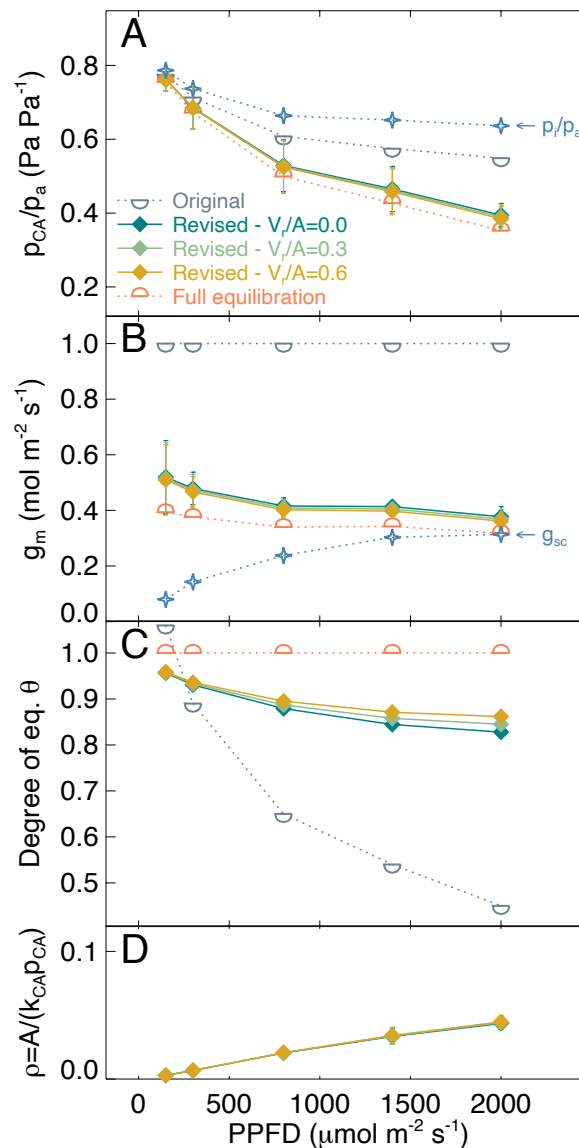 A
0.8
0.6
0.4
0.2
p_CA/p_a (Pa Pa⁻¹)
p_i/p_a
Original
Revised - V_r/A=0.0
Revised - V_r/A=0.3
Revised - V_r/A=0.6
Full equilibration
B
1.0
0.8
0.6
0.4
0.2
0.0
g_m (mol m⁻² s⁻¹)
g_sc
C
1.0
0.9
0.8
0.7
0.6
0.5
Degree of eq. θ
D
0.1
0.0
ρ=A/(k_CA p_CA)
0 500 1000 1500 2000
PPFD (μmol m⁻² s⁻¹)